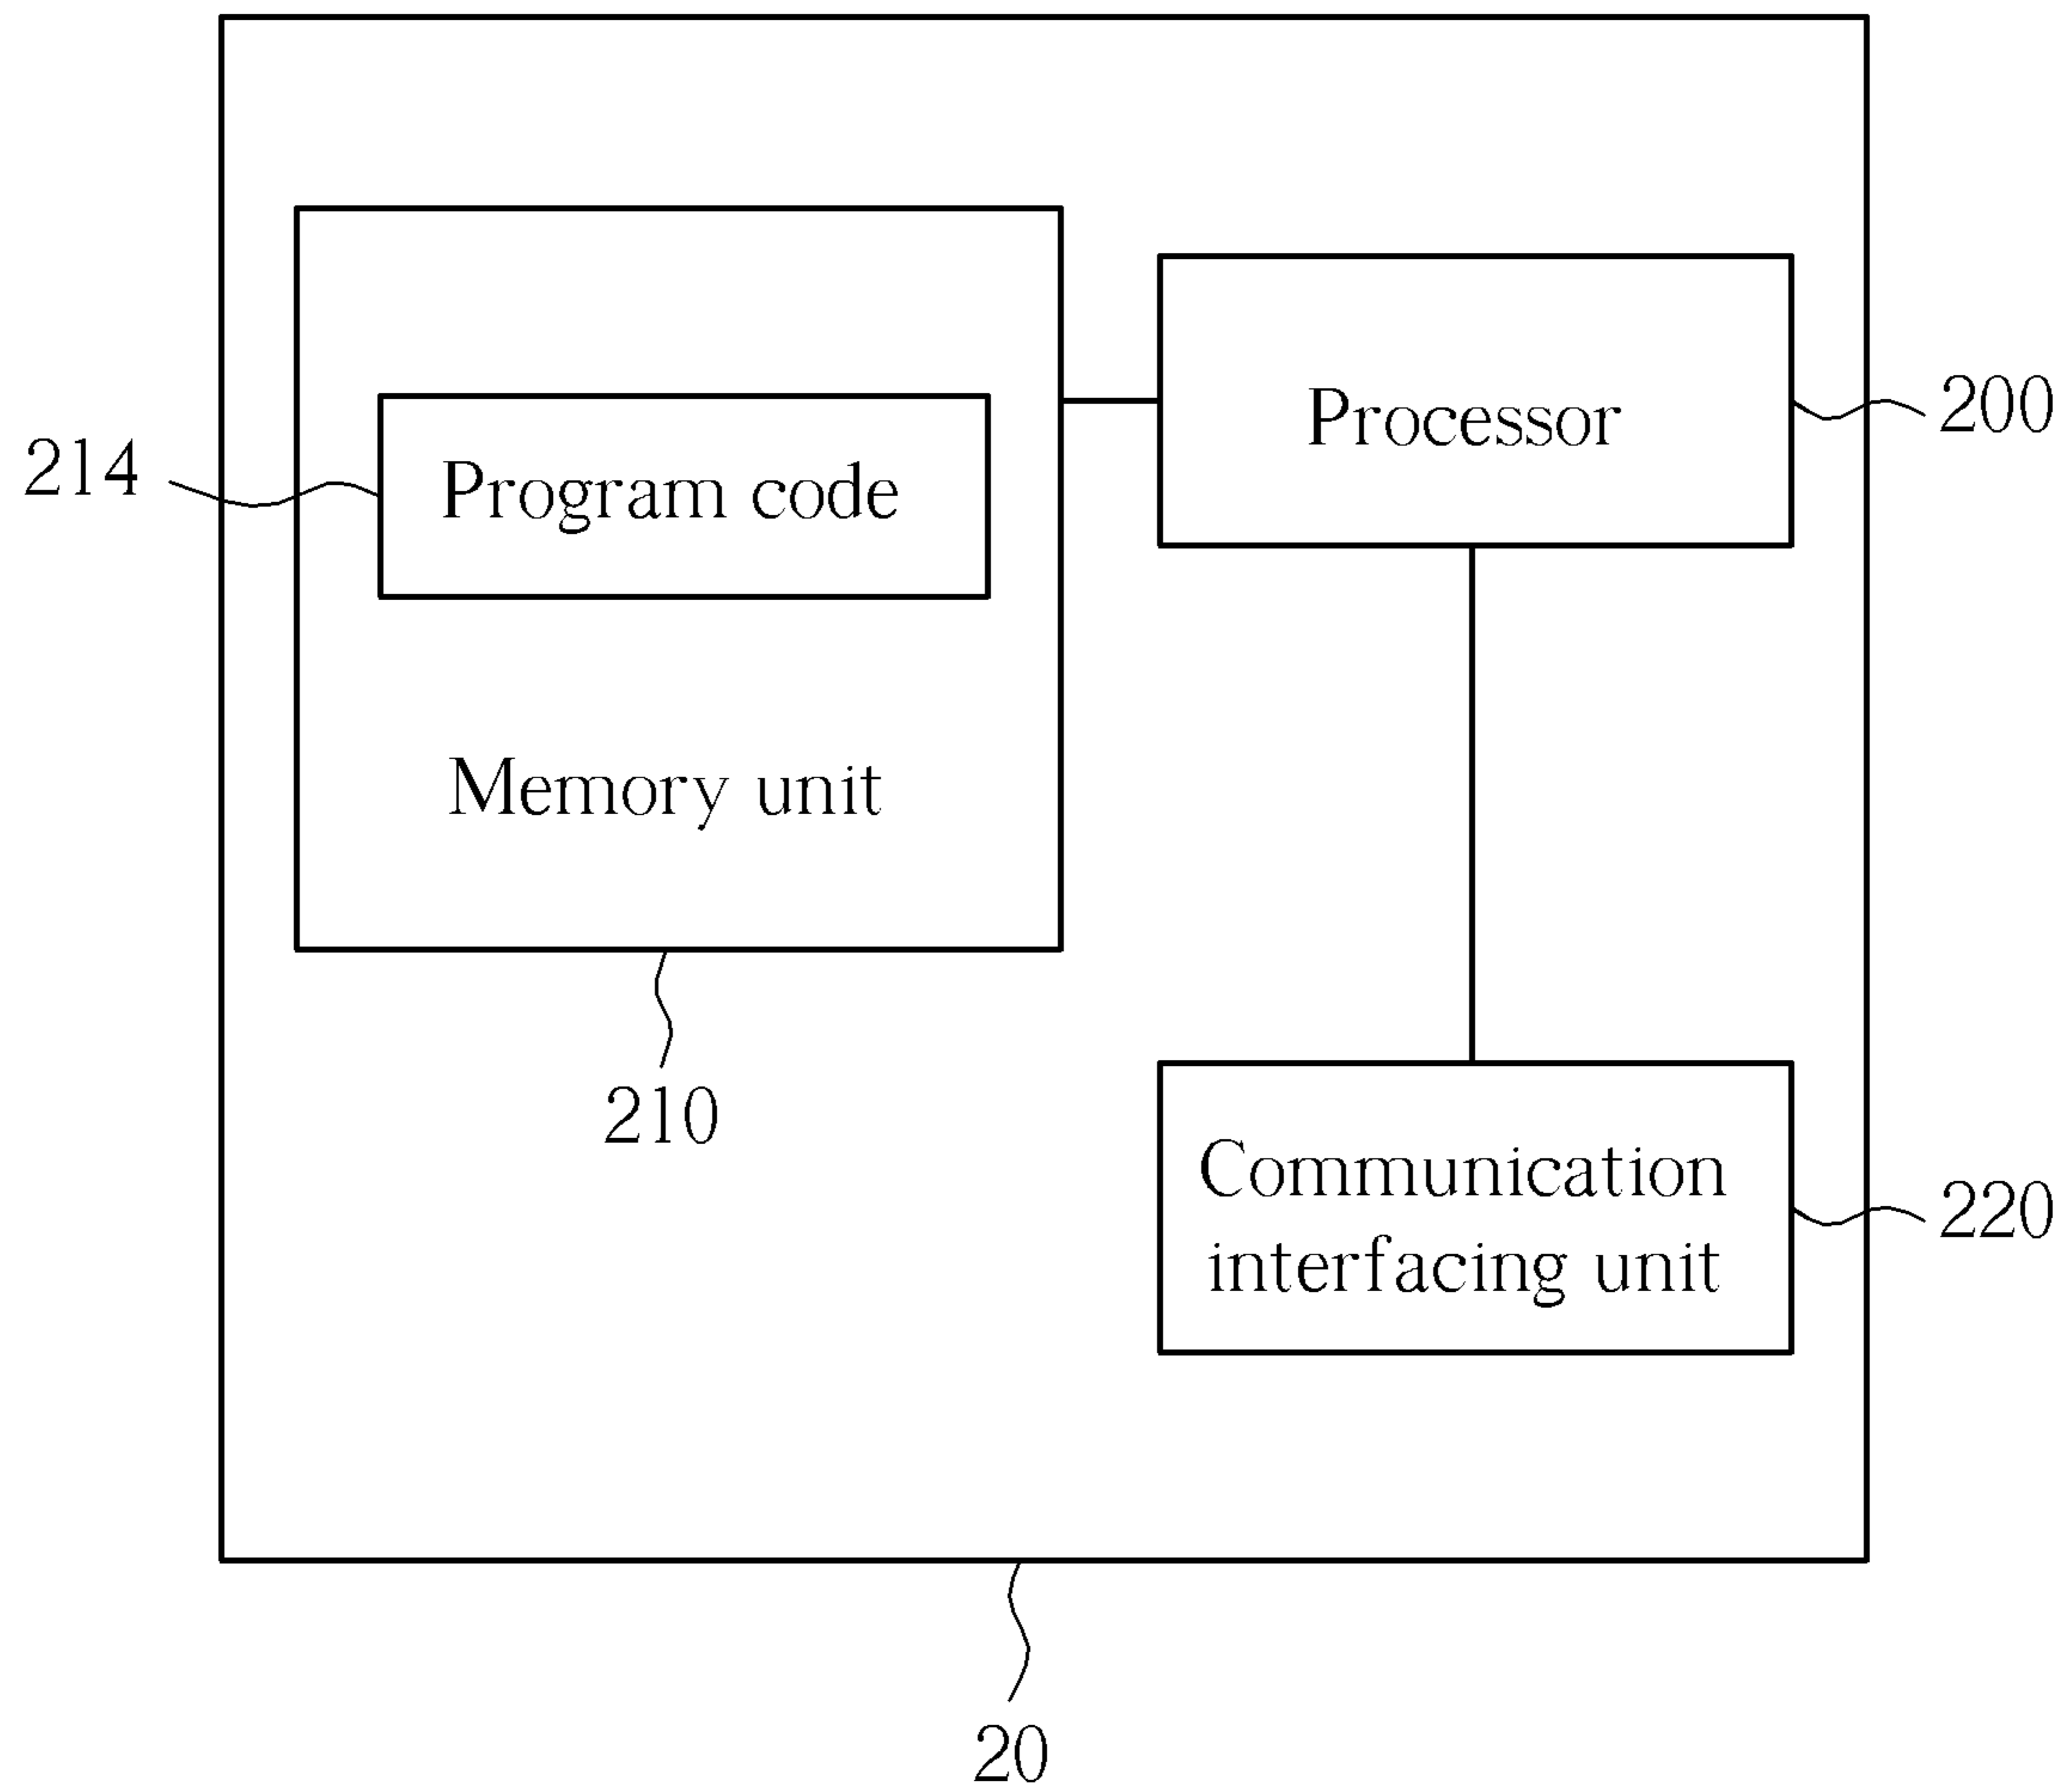 Processor
200
214
Program code
Memory unit
210
Communication
interfacing unit
220
20